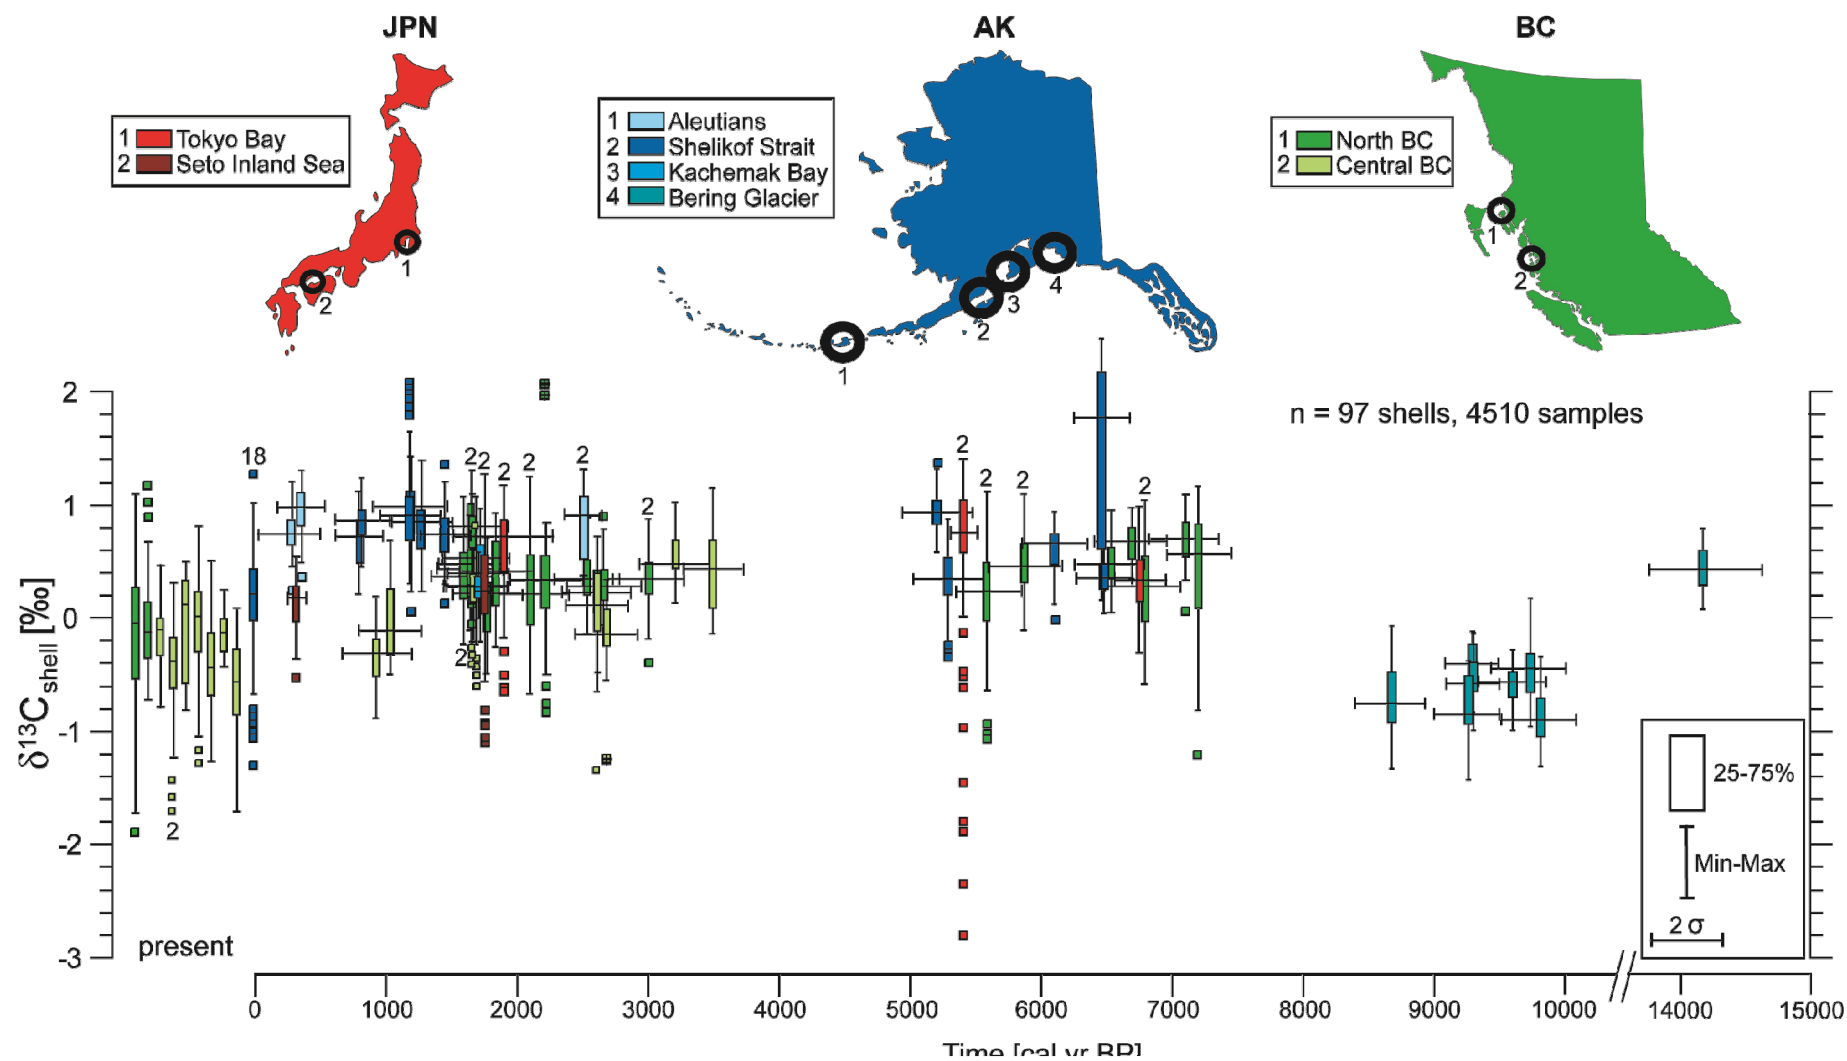 JPN
AK
BC
1 Tokyo Bay
2 Seto Inland Sea
1 Aleutians
2 Shelikof Strait
3 Kachemak Bay
4 Bering Glacier
1 North BC
2 Central BC
1
2
1
2
3
4
1
2
n = 97 shells, 4510 samples
δ13Cshell [‰]
2
1
0
-1
-2
-3
18
2
2
2
2
2
2
2
2
2
2
2
2
present
25-75%
Min-Max
2 σ
0
1000
2000
3000
4000
5000
6000
7000
8000
9000
10000
14000
15000
Time [cal yr BP]